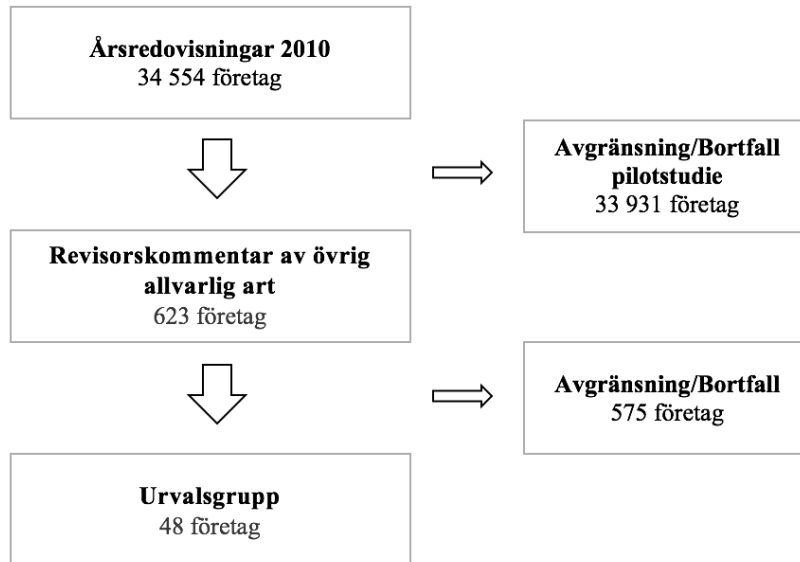 Årsredovisningar 2010
34 554 företag
Avgränsning/Bortfall
pilotstudie
33 931 företag
Revisorskommentar av övrig
allvarlig art
623 företag
Avgränsning/Bortfall
575 företag
Urvalsgrupp
48 företag